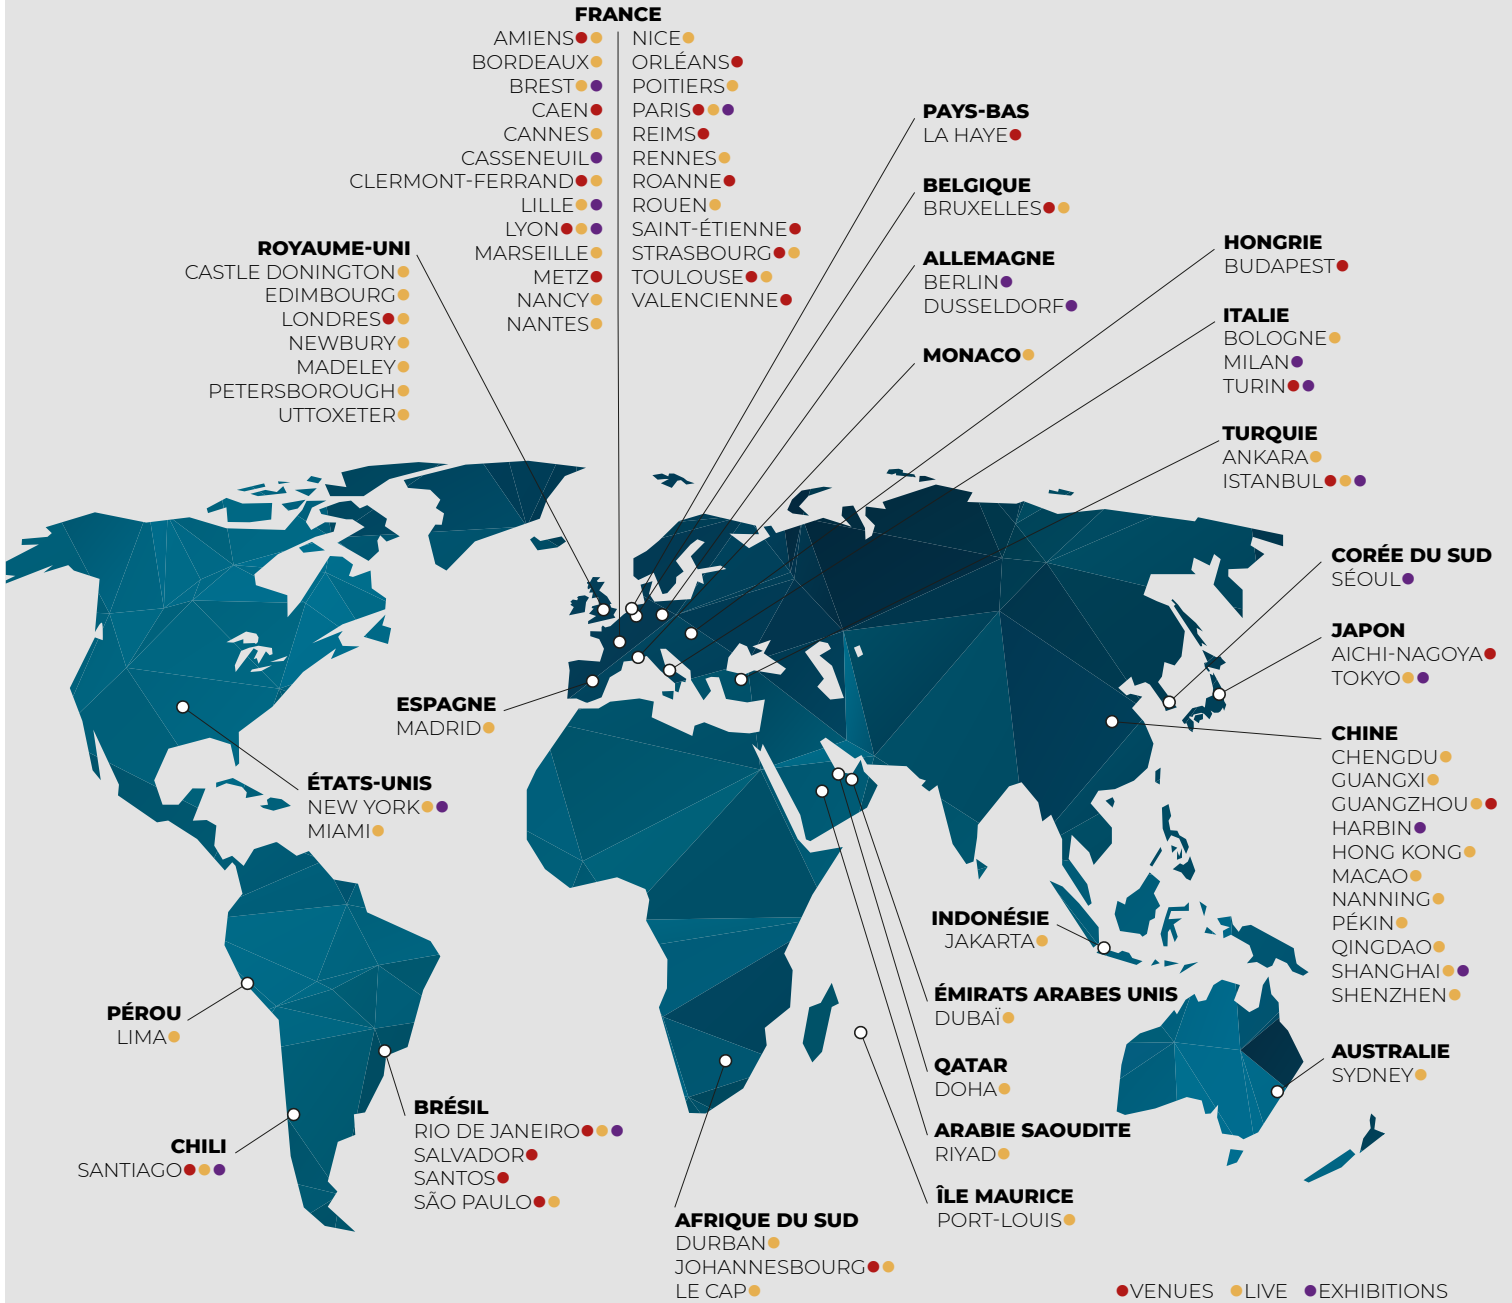 FRANCE
AMIENS
BORDEAUX
BREST
CAEN
CANNES
CASSENEUIL
CLERMONT-FERRAND
LILLE
LYON
MARSEILLE
METZ
NANCY
NANTES
NICE
ORLÉANS
POITIERS
PARIS
REIMS
RENNES
ROANNE
ROUEN
SAINT-ÉTIENNE
STRASBOURG
TOULOUSE
VALENCIENNE
ROYAUME-UNI
CASTLE DONINGTON
EDIMBOURG
LONDRES
NEWBURY
MADELEY
PETERSBOROUGH
UTTOXETER
PAYS-BAS
LA HAYE
BELGIQUE
BRUXELLES
ALLEMAGNE
BERLIN
DUSSELDORF
MONACO
HONGRIE
BUDAPEST
ITALIE
BOLOGNE
MILAN
TURIN
TURQUIE
ANKARA
ISTANBUL
CORÉE DU SUD
SÉOUL
JAPON
AICHI-NAGOYA
TOKYO
CHINE
CHENGDU
GUANGXI
GUANGZHOU
HARBIN
HONG KONG
MACAO
NANNING
PÉKIN
QINGDAO
SHANGHAI
SHENZHEN
ESPAGNE
MADRID
ÉTATS-UNIS
NEW YORK
MIAMI
INDONÉSIE
JAKARTA
ÉMIRATS ARABES UNIS
DUBAÏ
QATAR
DOHA
ARABIE SAOUDITE
RIYAD
ÎLE MAURICE
PORT-LOUIS
AUSTRALIE
SYDNEY
PÉROU
LIMA
CHILI
SANTIAGO
BRÉSIL
RIO DE JANEIRO
SALVADOR
SANTOS
SÃO PAULO
AFRIQUE DU SUD
DURBAN
JOHANNESBOURG
LE CAP
VENUES LIVE EXHIBITIONS